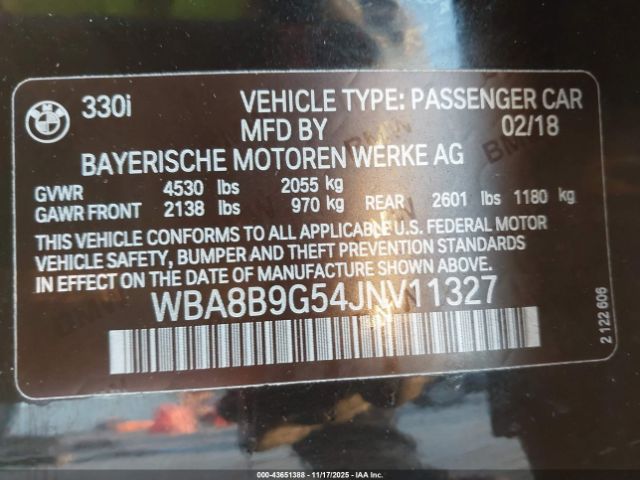 BMW
330i VEHICLE TYPE: PASSENGER CAR
MFD BY 02/18
BAYERISCHE MOTOREN WERKE AG
GVWR 4530 lbs 2055 kg
GAWR FRONT 2138 lbs 970 kg REAR 2601 lbs 1180 kg
THIS VEHICLE CONFORMS TO ALL APPLICABLE U.S. FEDERAL MOTOR
VEHICLE SAFETY, BUMPER AND THEFT PREVENTION STANDARDS
IN EFFECT ON THE DATE OF MANUFACTURE SHOWN ABOVE.
WBA8B9G54JNV11327
2 122 606
000-43651388 - 11/17/2025 - IAA Inc.